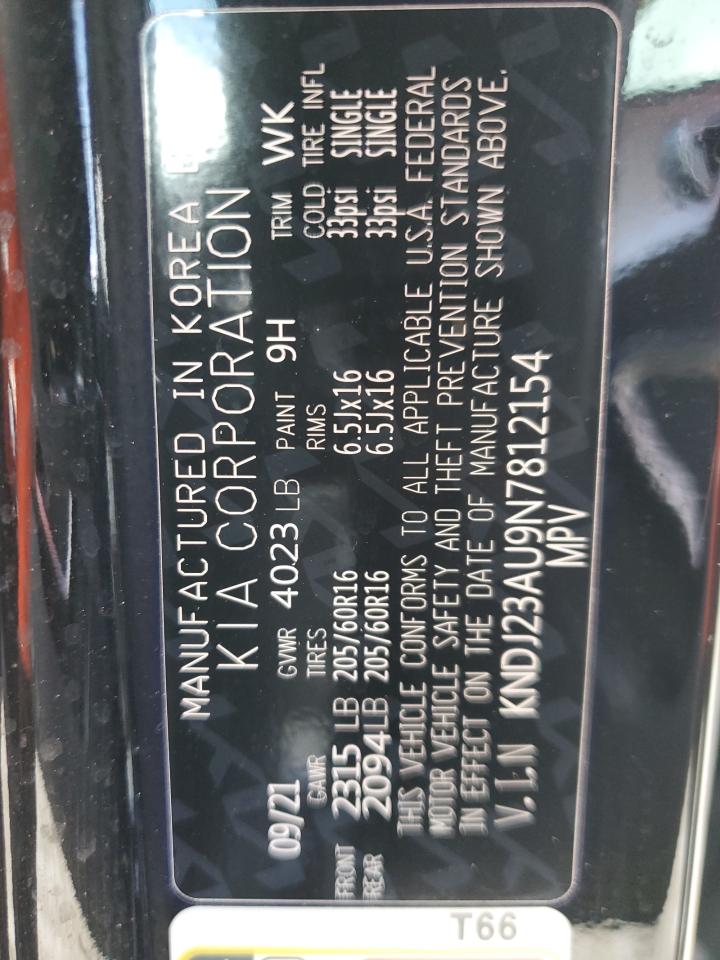 MANUFACTURED IN KOREA
KIA CORPORATION
09/21 GVWR 4023 LB PAINT 9H TRIM WK
GAWR TIRES RIMS COLD TIRE INFL
FRONT 2315 LB 205/60R16 6.5Jx16 33psi SINGLE
REAR 2094 LB 205/60R16 6.5Jx16 33psi SINGLE
THIS VEHICLE CONFORMS TO ALL APPLICABLE U.S.A. FEDERAL
MOTOR VEHICLE SAFETY AND THEFT PREVENTION STANDARDS
IN EFFECT ON THE DATE OF MANUFACTURE SHOWN ABOVE.
V.I.N KNDJ23AU9N7812154
MPV
T66